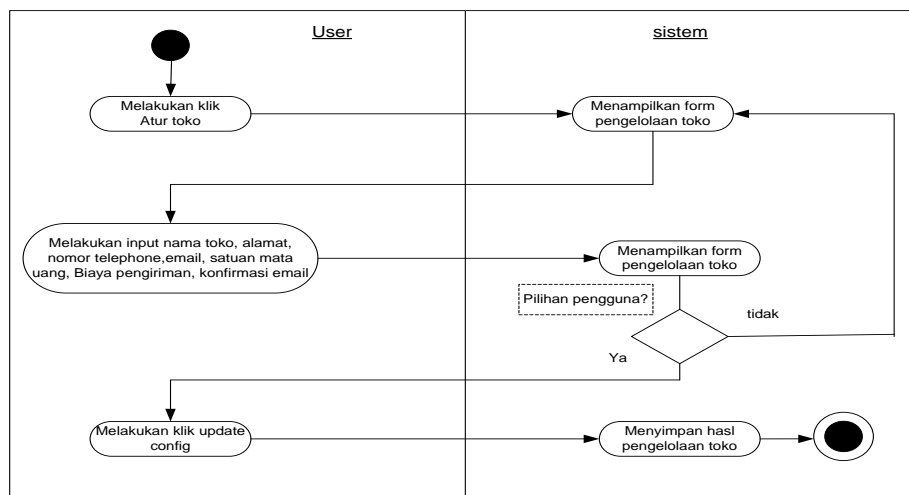 User
sistem
Melakukan klik
Atur toko
Menampilkan form
pengelolaan toko
Melakukan input nama toko, alamat,
nomor telephone,email, satuan mata
uang, Biaya pengiriman, konfirmasi email
Menampilkan form
pengelolaan toko
Pilihan pengguna?
tidak
Ya
Melakukan klik update
config
Menyimpan hasl
pengelolaan toko